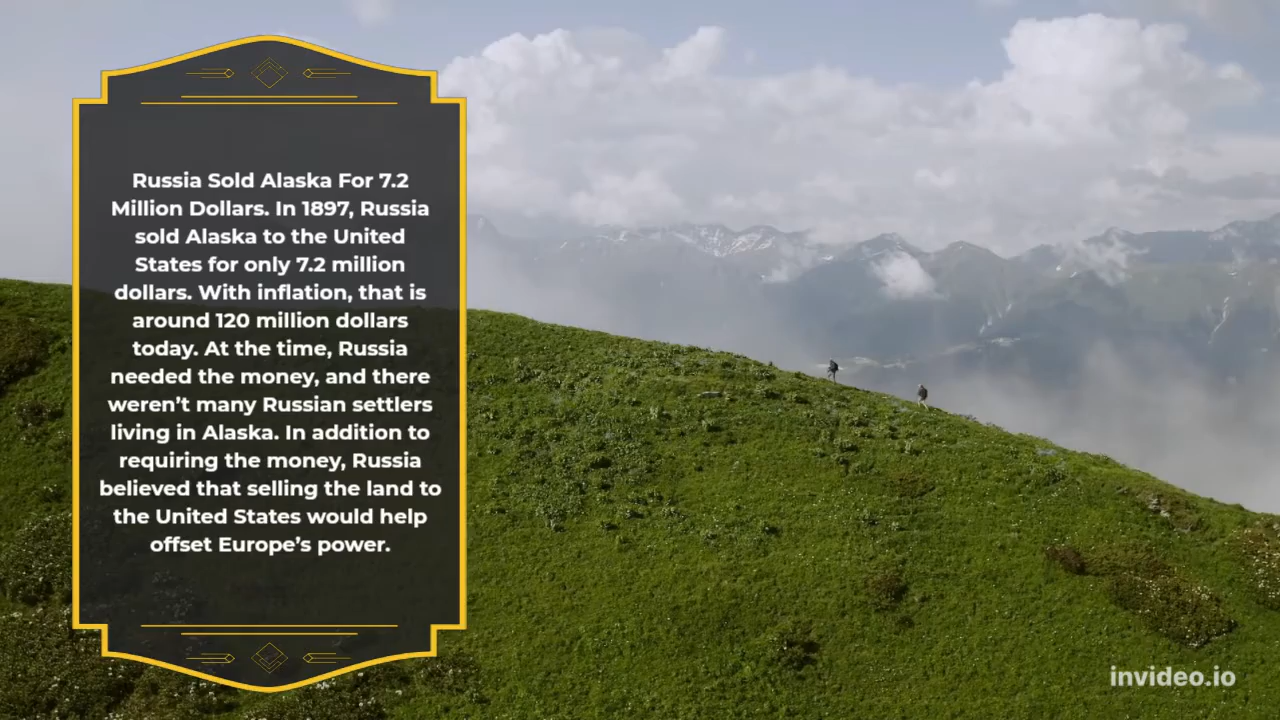 Russia Sold Alaska For 7.2
Million Dollars. In 1897, Russia
sold Alaska to the United
States for only 7.2 million
dollars. With inflation, that is
around 120 million dollars
today. At the time, Russia
needed the money, and there
weren’t many Russian settlers
living in Alaska. In addition to
requiring the money, Russia
believed that selling the land to
the United States would help
offset Europe’s power.
invideo.io